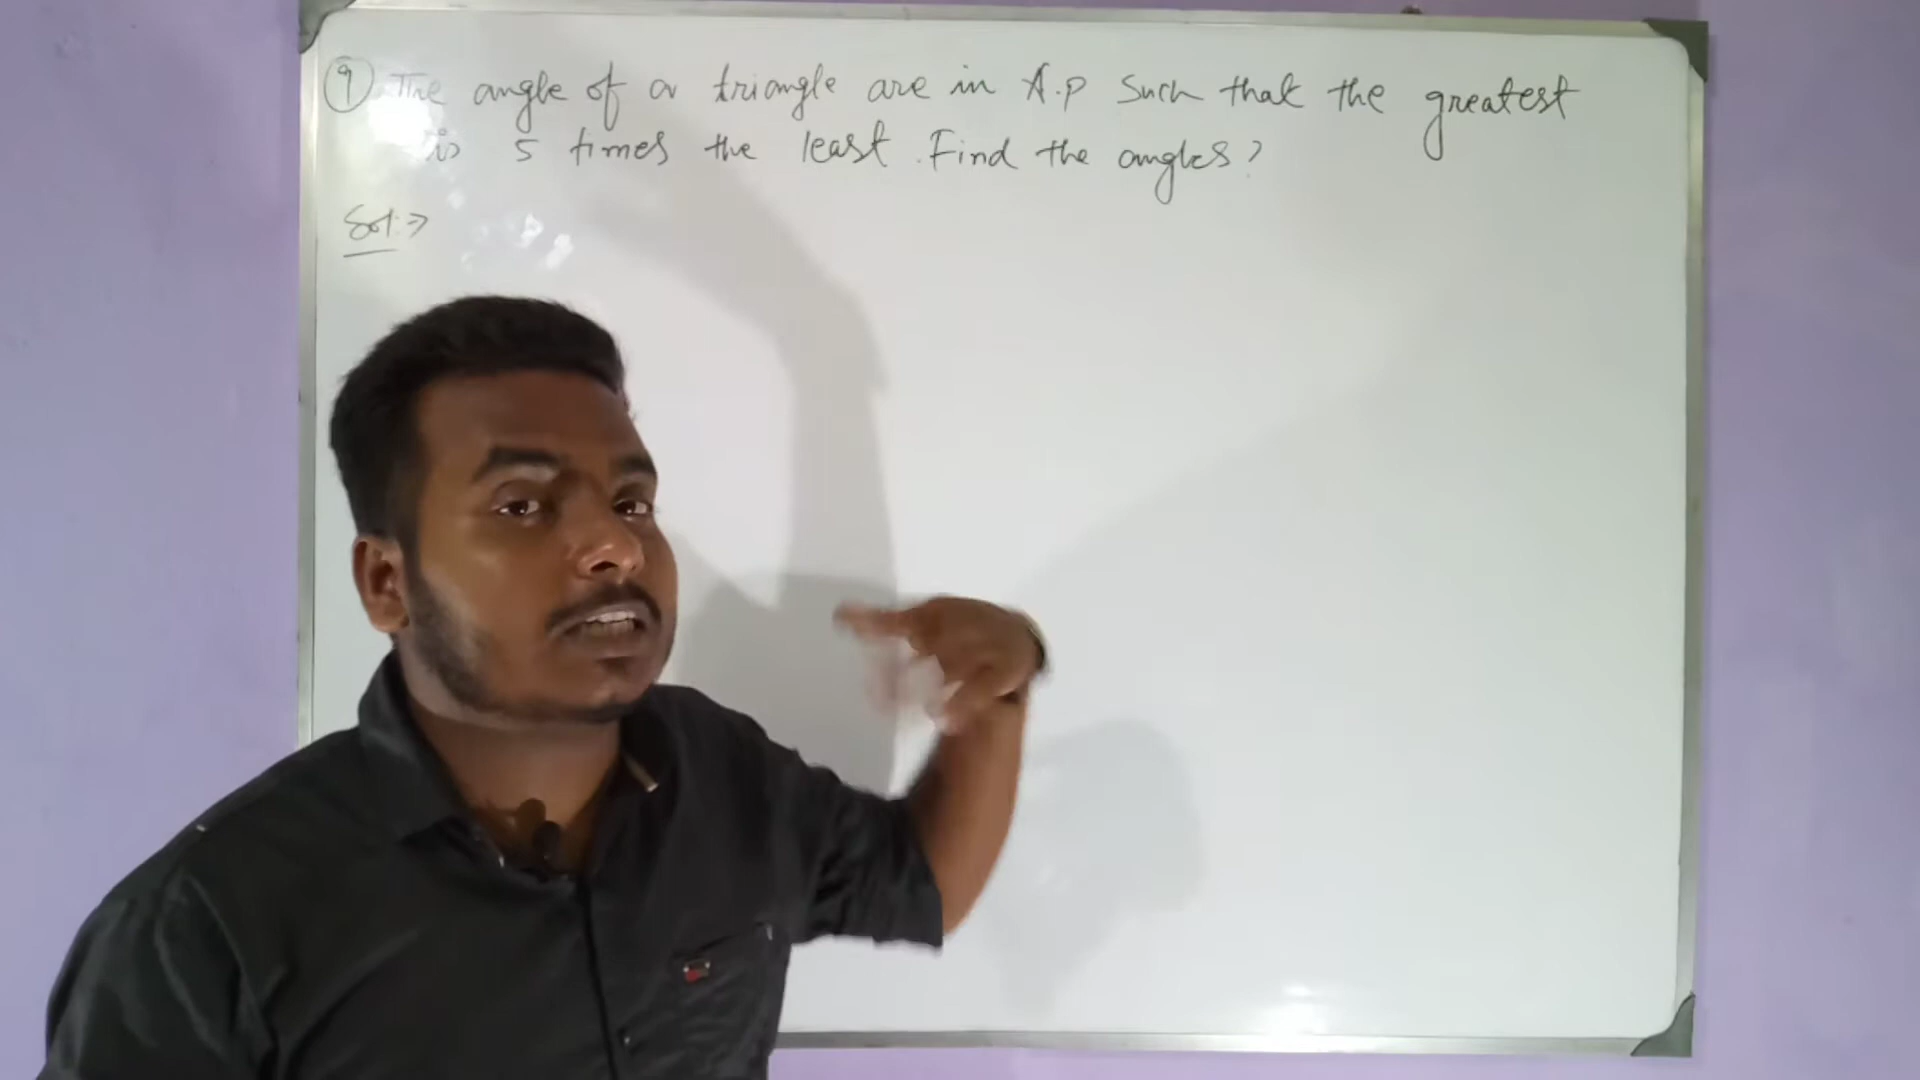 9 The angle of a triangle are in A.P such that the greatest
is 5 times the least. Find the angles?
Sol:⇒